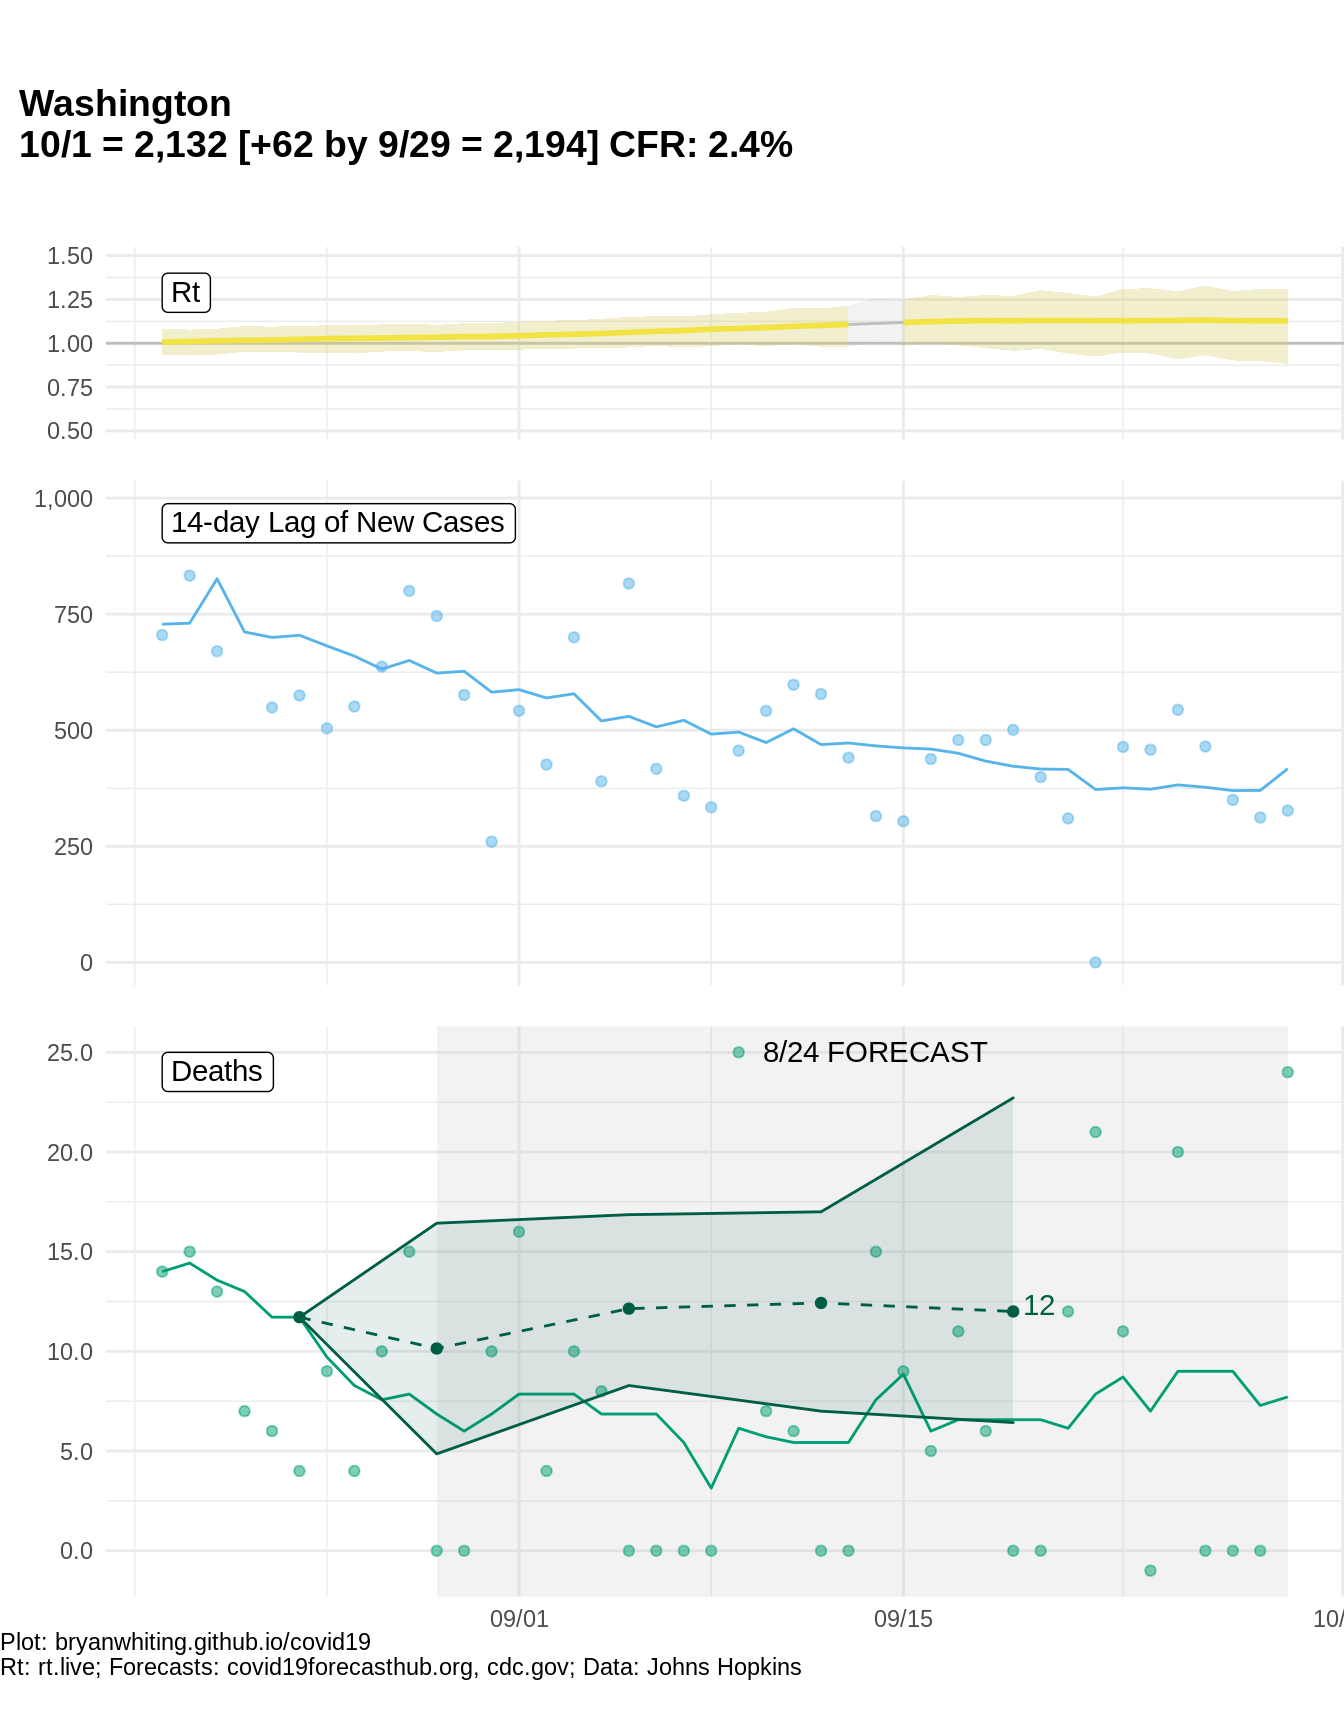 Washington
10/1 = 2,132 [+62 by 9/29 = 2,194] CFR: 2.4%
1.50
Rt
1.25
1.00
0.75
0.50
1,000
14-day Lag of New Cases
750
500
250
0
25.0
8/24 FORECAST
Deaths
20.0
15.0
12
10.0
5.0
0.0
09/01
09/15
10/
Plot: bryanwhiting.github.io/covid19
Rt: rt.live; Forecasts: covid19forecasthub.org, cdc.gov; Data: Johns Hopkins